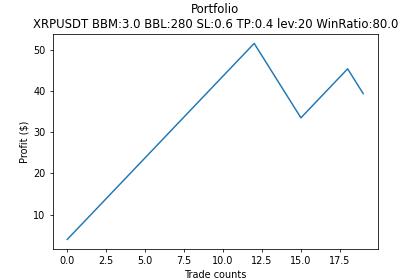 Portfolio
XRPUSDT BBM:3.0 BBL:280 SL:0.6 TP:0.4 lev:20 WinRatio:80.0
50
40
30
20
10
Profit ($)
0.0 2.5 5.0 7.5 10.0 12.5 15.0 17.5
Trade counts